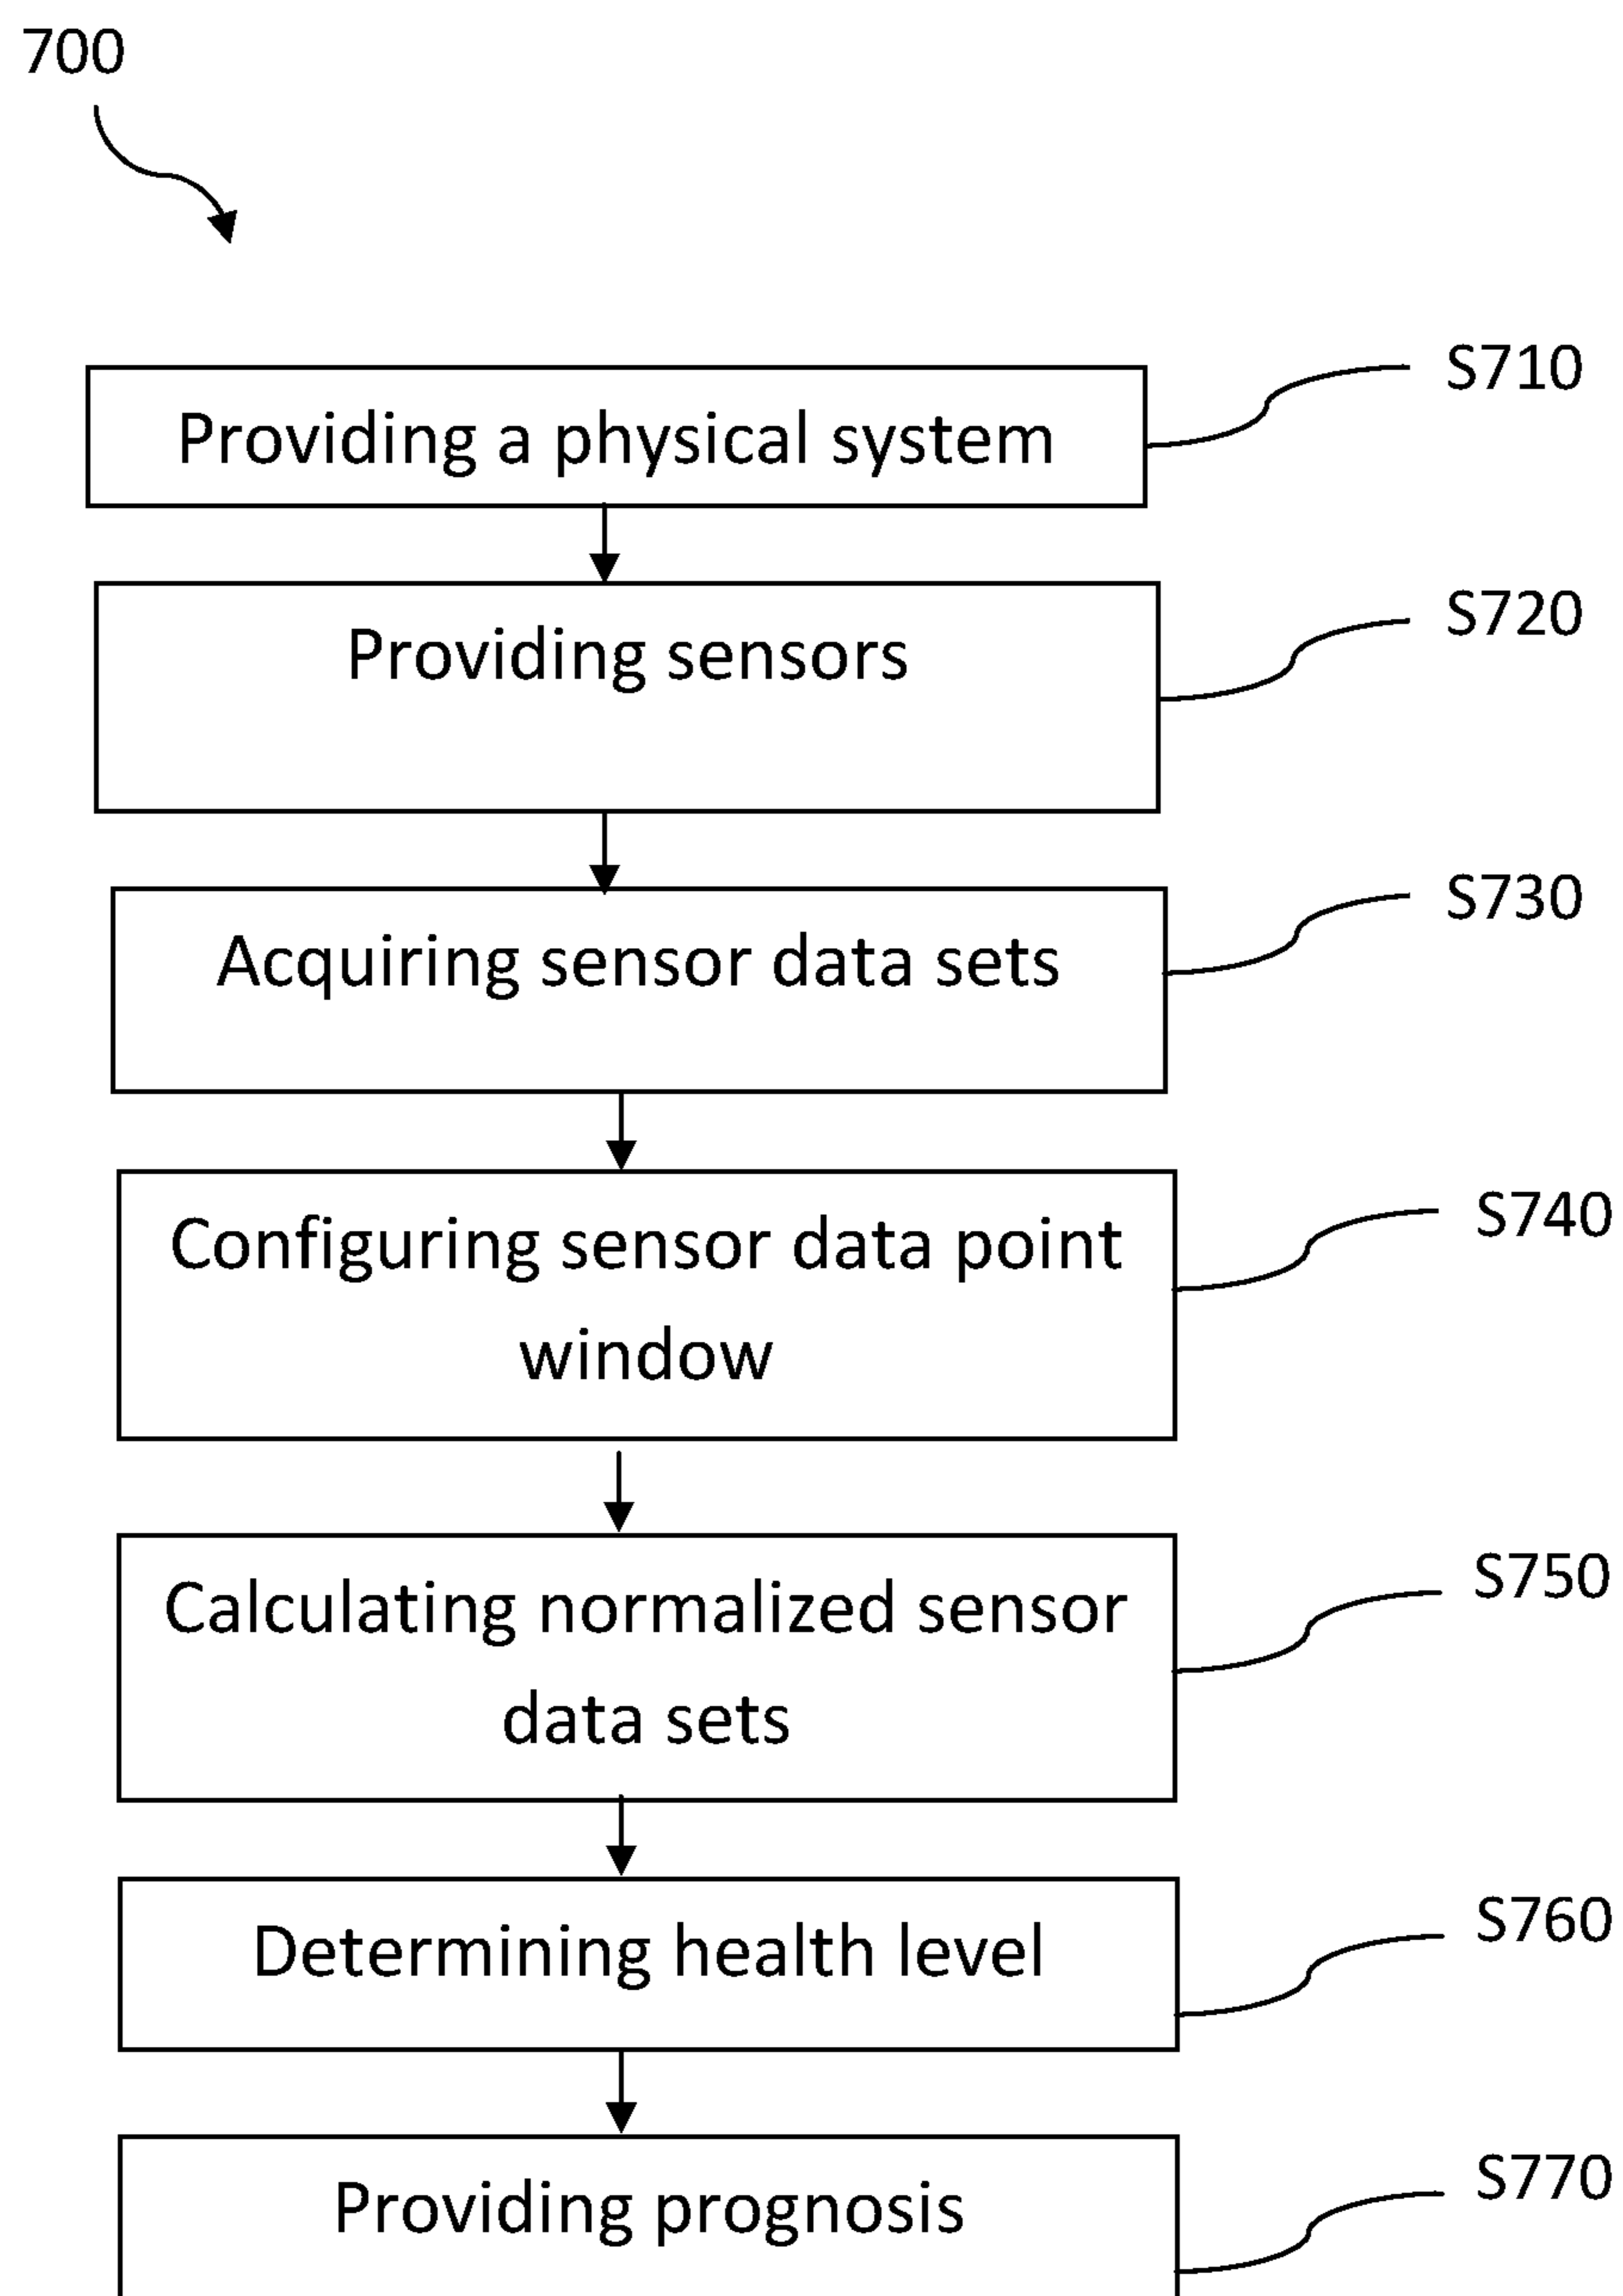 700
Providing a physical system
S710
Providing sensors
S720
Acquiring sensor data sets
S730
Configuring sensor data point
window
S740
Calculating normalized sensor
data sets
S750
Determining health level
S760
Providing prognosis
S770